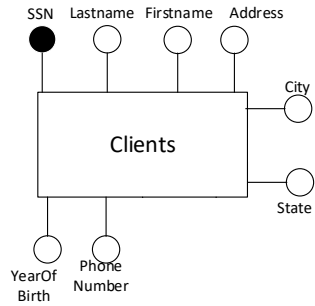 SSN
Lastname
Firstname
Address
City
Clients
State
YearOf
Birth
Phone
Number